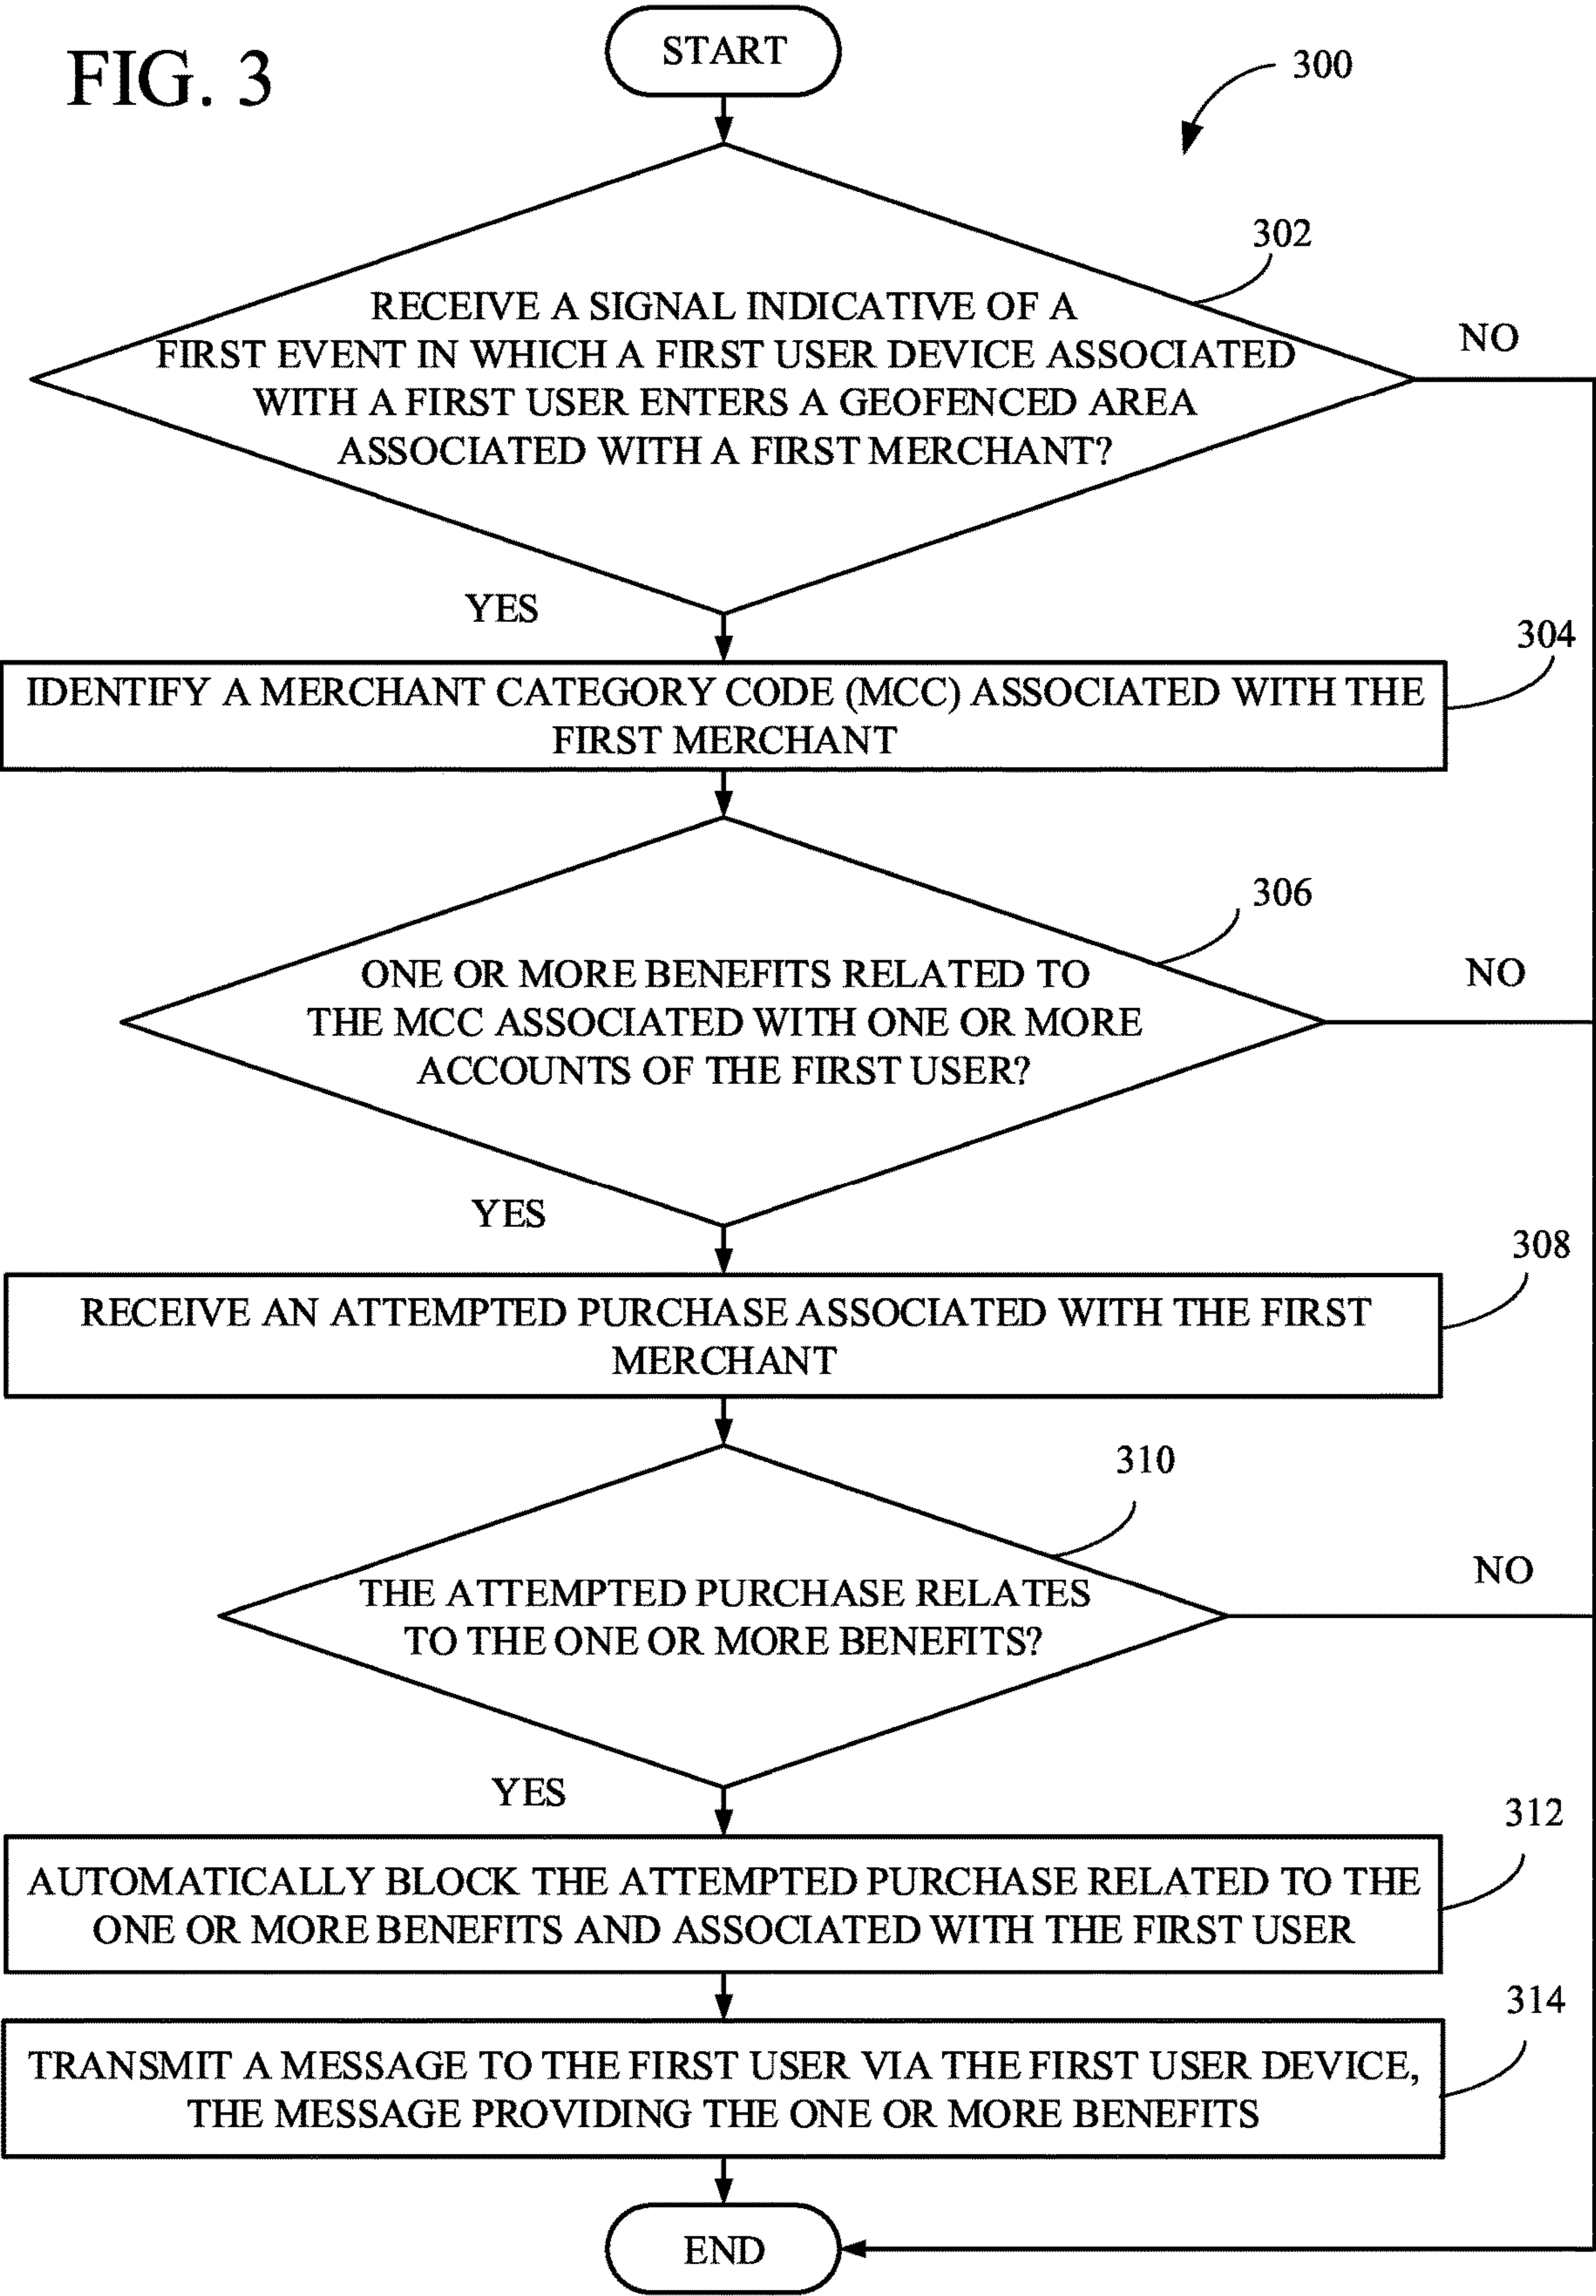 FIG. 3
START
300
302
RECEIVE A SIGNAL INDICATIVE OF A
FIRST EVENT IN WHICH A FIRST USER DEVICE ASSOCIATED
WITH A FIRST USER ENTERS A GEOFENCED AREA
ASSOCIATED WITH A FIRST MERCHANT?
NO
YES
304
IDENTIFY A MERCHANT CATEGORY CODE (MCC) ASSOCIATED WITH THE
FIRST MERCHANT
306
ONE OR MORE BENEFITS RELATED TO
THE MCC ASSOCIATED WITH ONE OR MORE
ACCOUNTS OF THE FIRST USER?
NO
YES
308
RECEIVE AN ATTEMPTED PURCHASE ASSOCIATED WITH THE FIRST
MERCHANT
310
THE ATTEMPTED PURCHASE RELATES
TO THE ONE OR MORE BENEFITS?
NO
YES
312
AUTOMATICALLY BLOCK THE ATTEMPTED PURCHASE RELATED TO THE
ONE OR MORE BENEFITS AND ASSOCIATED WITH THE FIRST USER
314
TRANSMIT A MESSAGE TO THE FIRST USER VIA THE FIRST USER DEVICE,
THE MESSAGE PROVIDING THE ONE OR MORE BENEFITS
END